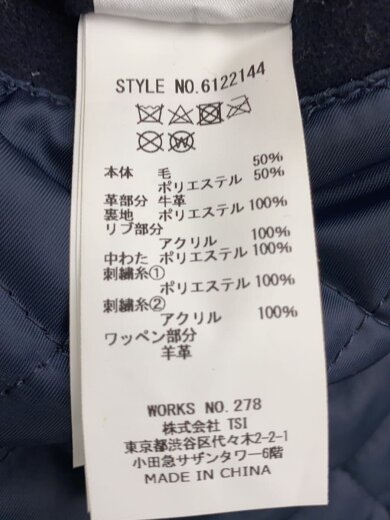 STYLE NO.6122144
W
本体 毛 50%
ポリエステル 50%
革部分 牛革
裏地 ポリエステル 100%
リブ部分
アクリル 100%
中わた ポリエステル 100%
刺繍糸①
ポリエステル 100%
刺繍糸②
アクリル 100%
ワッペン部分
羊革
WORKS NO. 278
株式会社 TSI
東京都渋谷区代々木2-2-1
小田急サザンタワー6階
MADE IN CHINA